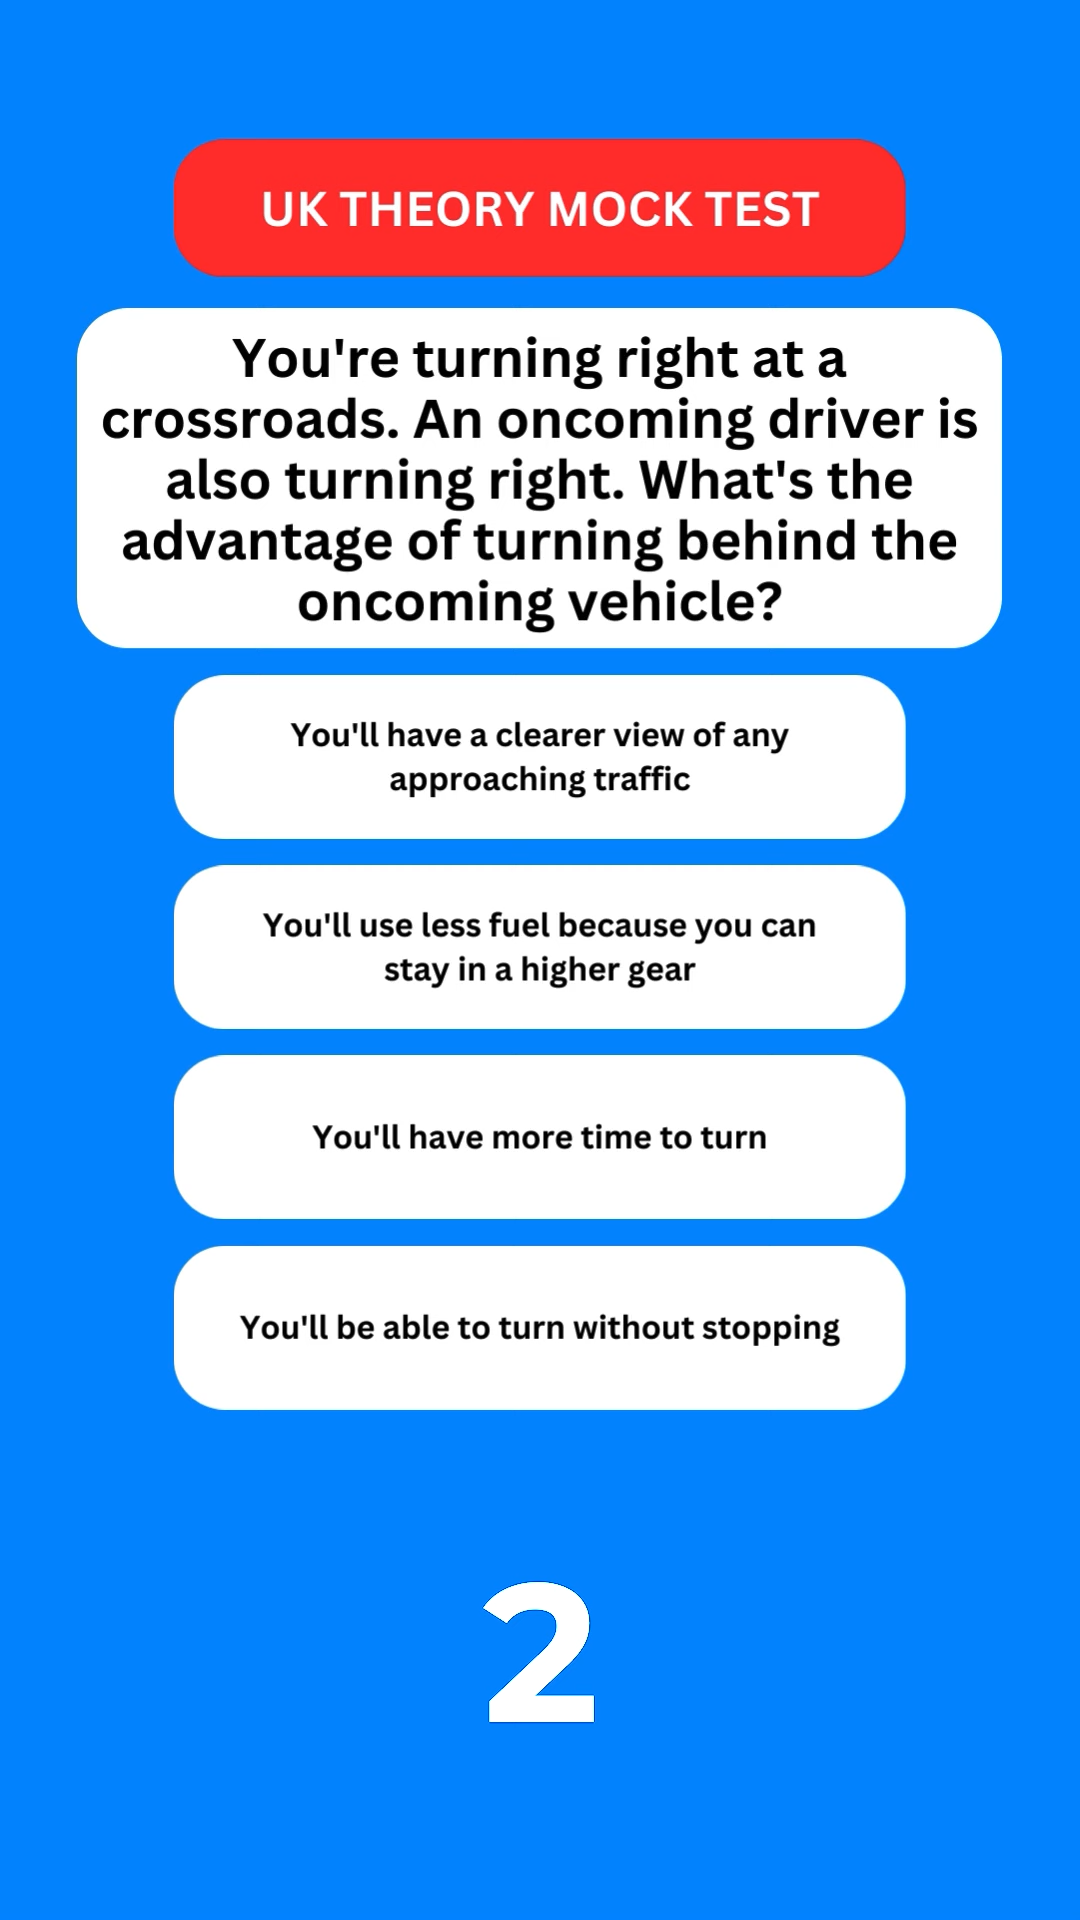 UK THEORY MOCK TEST
You're turning right at a
crossroads. An oncoming driver is
also turning right. What's the
advantage of turning behind the
oncoming vehicle?
You'll have a clearer view of any
approaching traffic
You'll use less fuel because you can
stay in a higher gear
You'll have more time to turn
You'll be able to turn without stopping
2